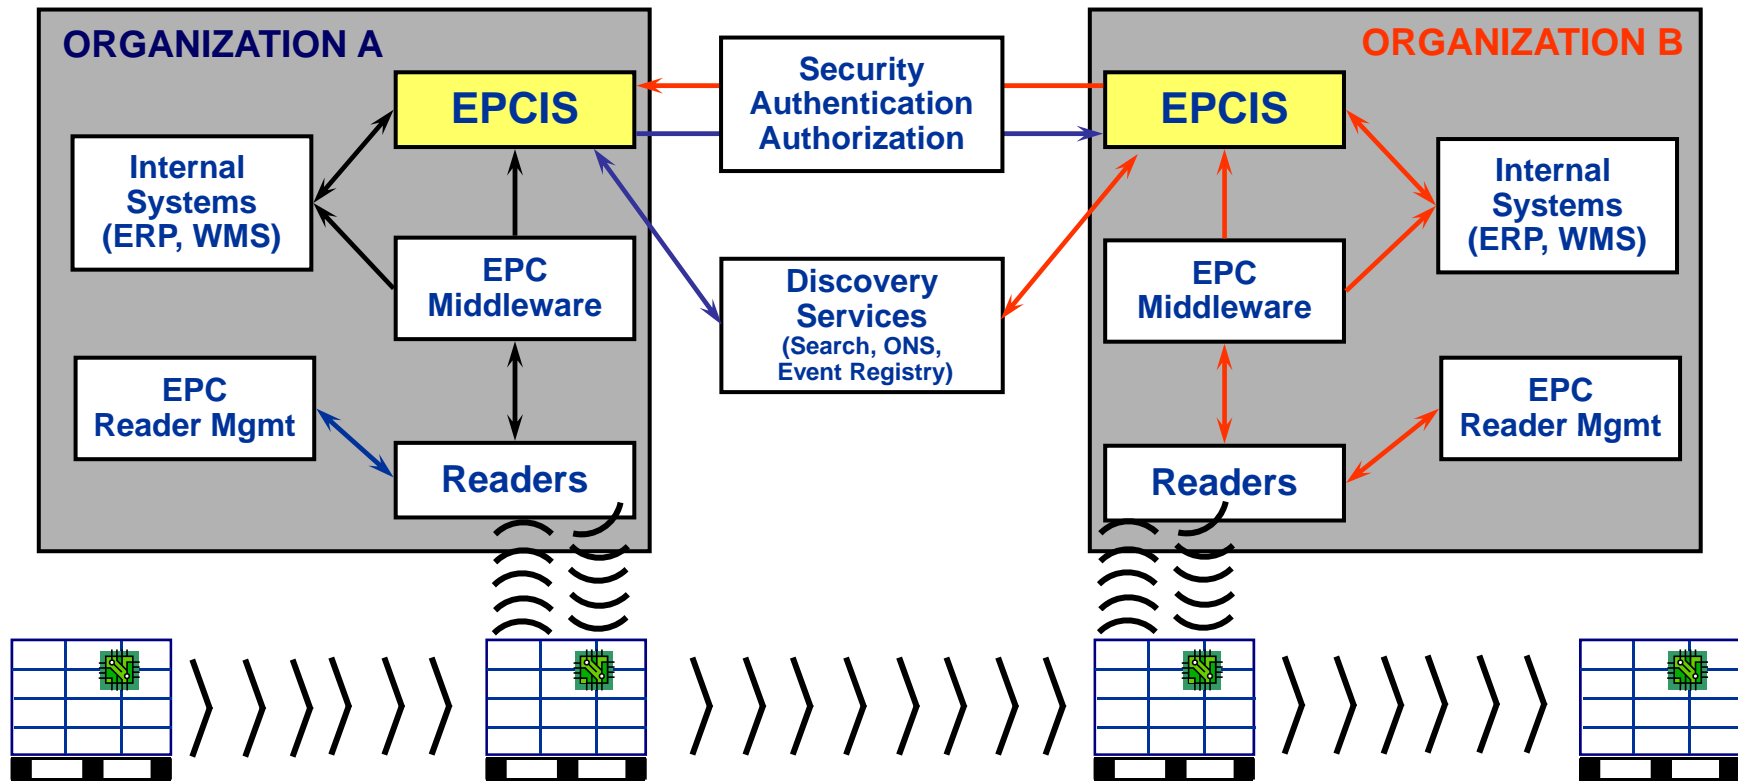 ORGANIZATION A
EPCIS
Internal
Systems
(ERP, WMS)
EPC
Middleware
EPC
Reader Mgmt
Readers
Security
Authentication
Authorization
Discovery
Services
(Search, ONS,
Event Registry)
ORGANIZATION B
EPCIS
Internal
Systems
(ERP, WMS)
EPC
Middleware
EPC
Reader Mgmt
Readers